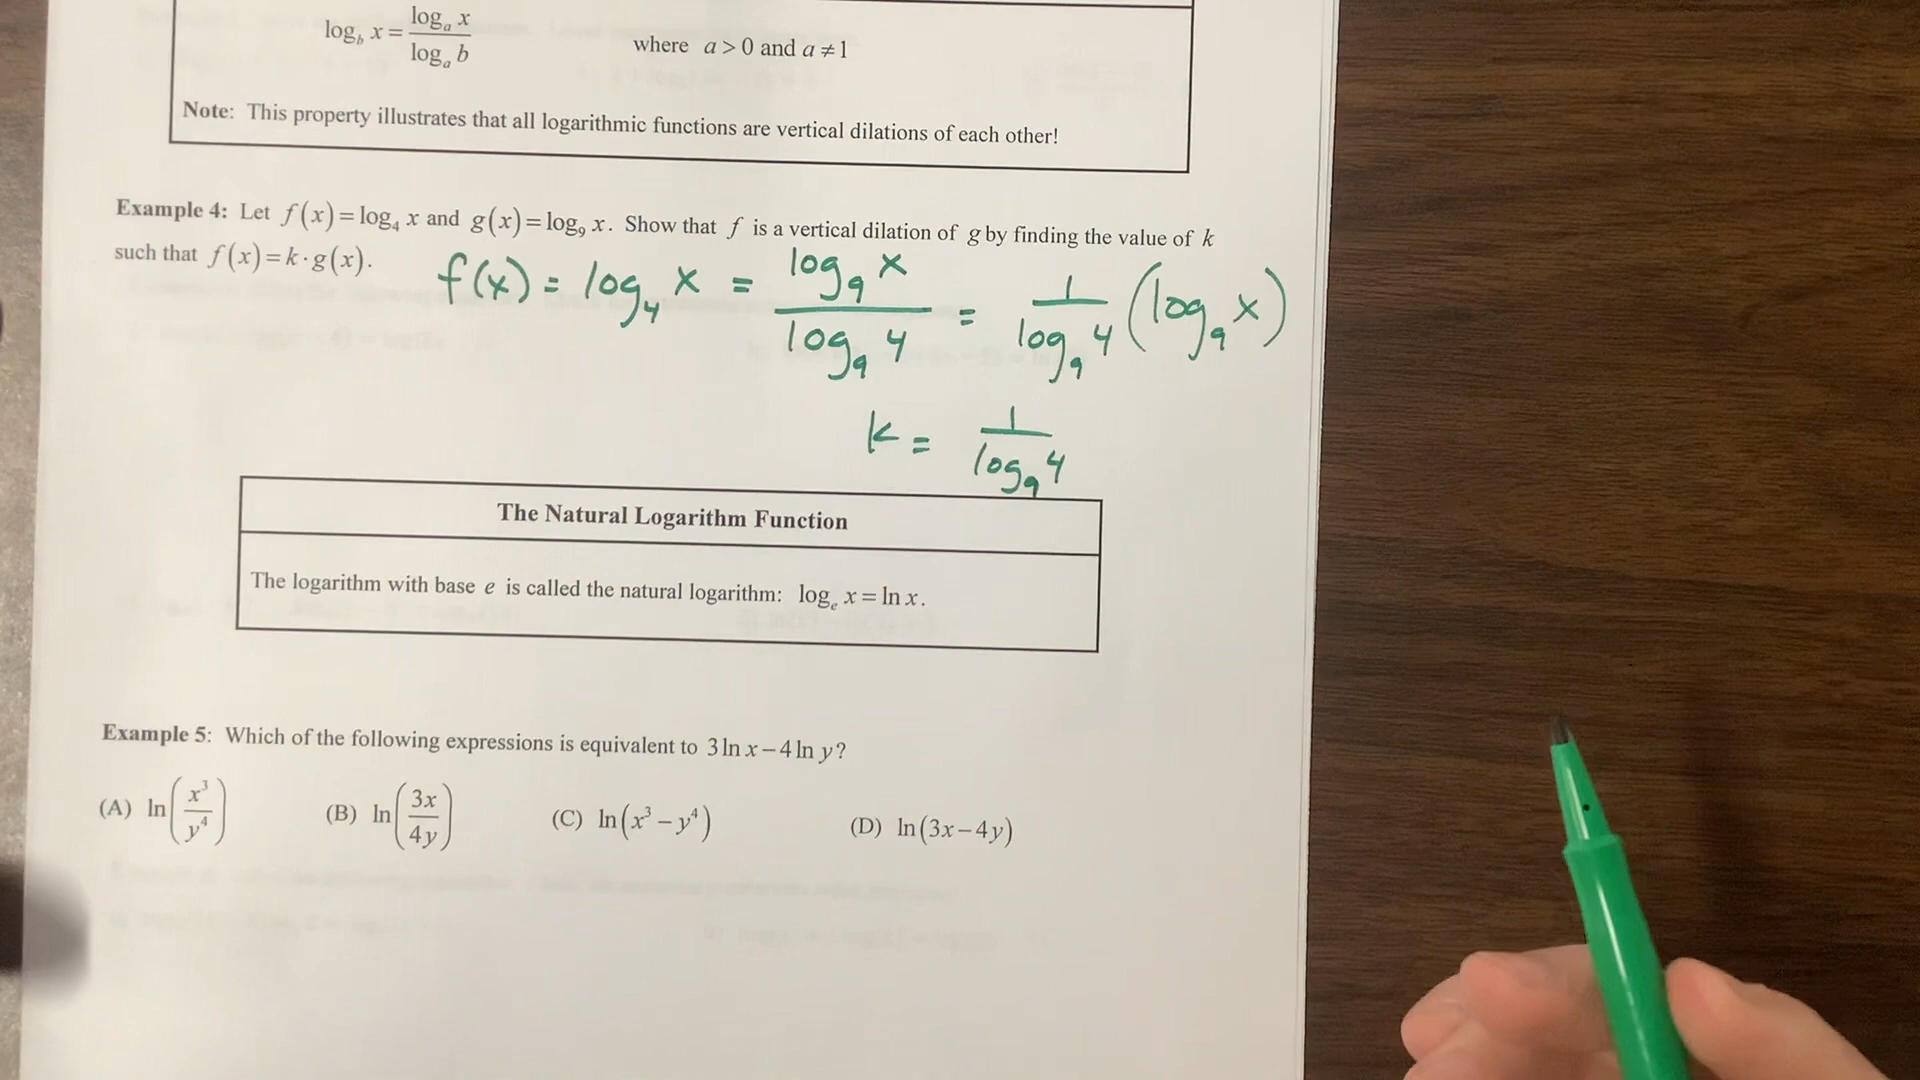 log_b x = log_a x / log_a b where a > 0 and a ≠ 1
Note: This property illustrates that all logarithmic functions are vertical dilations of each other!
Example 4: Let f(x) = log_4 x and g(x) = log_9 x. Show that f is a vertical dilation of g by finding the value of k
such that f(x) = k · g(x).
f(x) = log_4 x = log_9 x / log_9 4 = 1 / log_9 4 (log_9 x)
k = 1 / log_9 4
The Natural Logarithm Function
The logarithm with base e is called the natural logarithm: log_e x = ln x.
Example 5: Which of the following expressions is equivalent to 3 ln x − 4 ln y?
(A) ln(x³/y⁴) (B) ln(3x/4y) (C) ln(x³ − y⁴) (D) ln(3x − 4y)